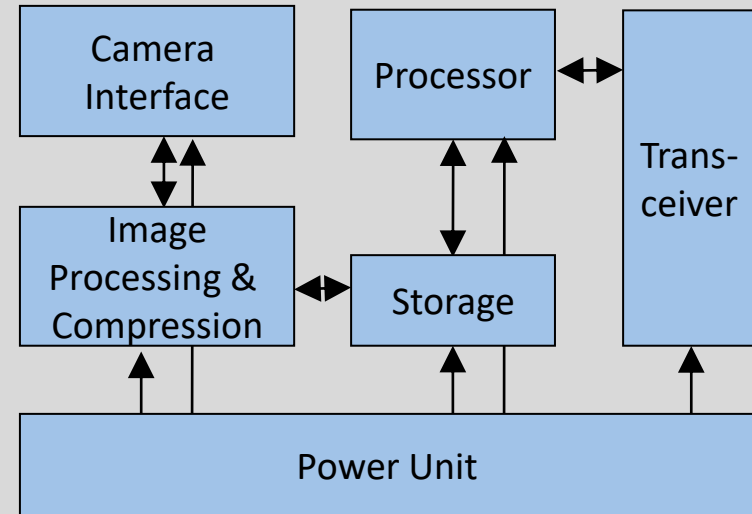 Camera
Interface
Processor
Trans-
ceiver
Image
Processing &
Compression
Storage
Power Unit